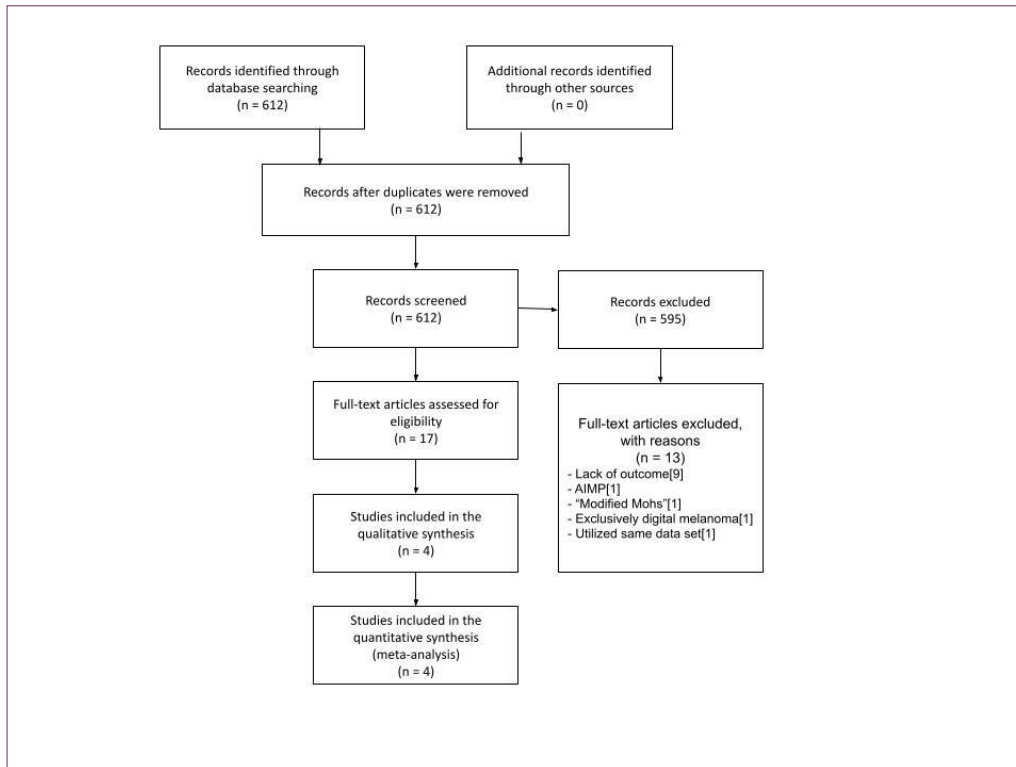 Records identified through
database searching
(n = 612)
Additional records identified
through other sources
(n = 0)
Records after duplicates were removed
(n = 612)
Records screened
(n = 612)
Records excluded
(n = 595)
Full-text articles assessed for
eligibility
(n = 17)
Full-text articles excluded,
with reasons
(n = 13)
- Lack of outcome[9]
- AIMP[1]
- “Modified Mohs”[1]
- Exclusively digital melanoma[1]
- Utilized same data set[1]
Studies included in the
qualitative synthesis
(n = 4)
Studies included in the
quantitative synthesis
(meta-analysis)
(n = 4)